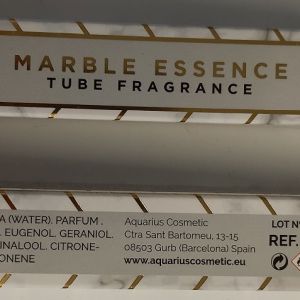 MARBLE ESSENCE
TUBE FRAGRANCE
A (WATER). PARFUM .
EUGENOL. GERANIOL.
INALOOL. CITRONE-
ONENE
Aquarius Cosmetic
Ctra Sant Bartomeu, 13-15
08503 Gurb (Barcelona) Spain
www.aquariuscosmetic.eu
LOT N
REF.